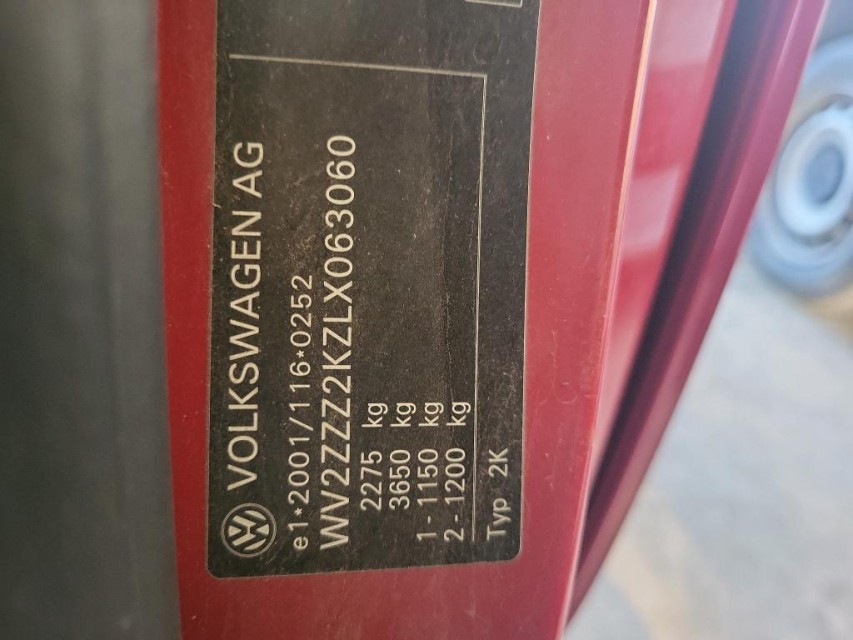 VOLKSWAGEN AG
e1*2001/116*0252
WV2ZZZ2KZLX063060
2275 kg
3650 kg
1 - 1150 kg
2 - 1200 kg
Typ 2K